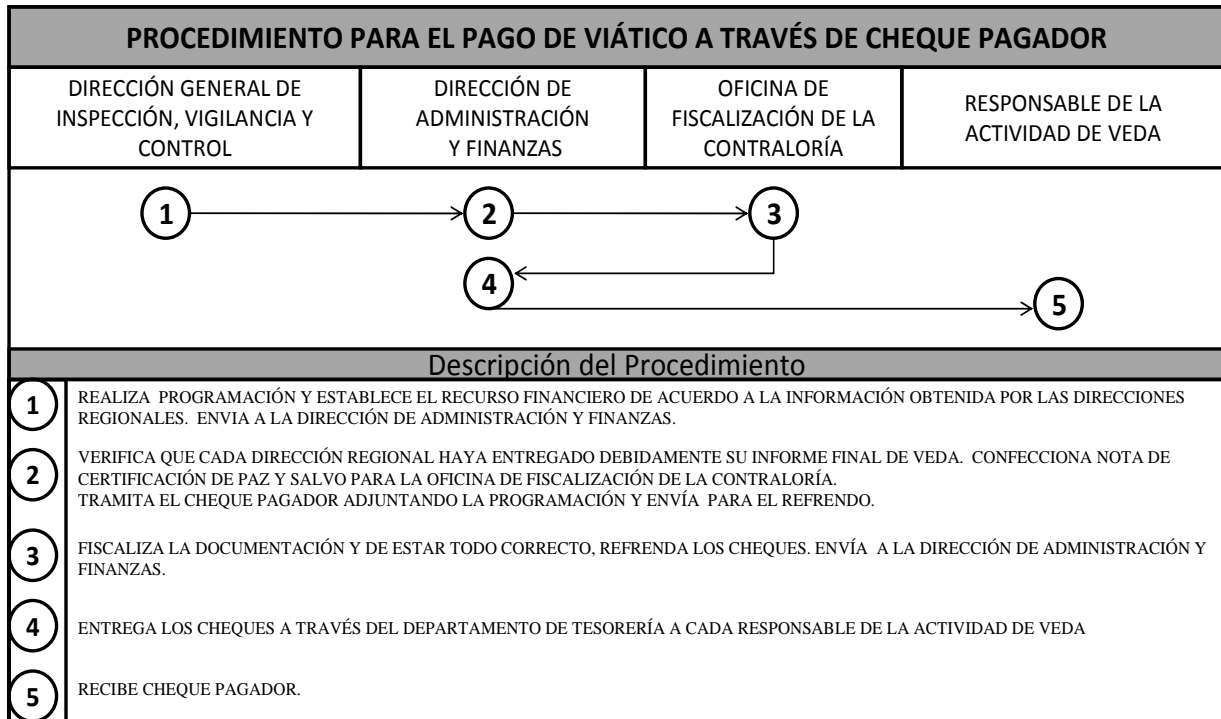 PROCEDIMIENTO PARA EL PAGO DE VIÁTICO A TRAVÉS DE CHEQUE PAGADOR
DIRECCIÓN GENERAL DE
INSPECCIÓN, VIGILANCIA Y
CONTROL
DIRECCIÓN DE
ADMINISTRACIÓN
Y FINANZAS
OFICINA DE
FISCALIZACIÓN DE LA
CONTRALORÍA
RESPONSABLE DE LA
ACTIVIDAD DE VEDA
1
2
3
4
5
Descripción del Procedimiento
1
REALIZA PROGRAMACIÓN Y ESTABLECE EL RECURSO FINANCIERO DE ACUERDO A LA INFORMACIÓN OBTENIDA POR LAS DIRECCIONES
REGIONALES. ENVIA A LA DIRECCIÓN DE ADMINISTRACIÓN Y FINANZAS.
2
VERIFICA QUE CADA DIRECCIÓN REGIONAL HAYA ENTREGADO DEBIDAMENTE SU INFORME FINAL DE VEDA. CONFECCIONA NOTA DE
CERTIFICACIÓN DE PAZ Y SALVO PARA LA OFICINA DE FISCALIZACIÓN DE LA CONTRALORÍA.
TRAMITA EL CHEQUE PAGADOR ADJUNTANDO LA PROGRAMACIÓN Y ENVÍA PARA EL REFRENDO.
3
FISCALIZA LA DOCUMENTACIÓN Y DE ESTAR TODO CORRECTO, REFRENDA LOS CHEQUES. ENVÍA A LA DIRECCIÓN DE ADMINISTRACIÓN Y
FINANZAS.
4
ENTREGA LOS CHEQUES A TRAVÉS DEL DEPARTAMENTO DE TESORERÍA A CADA RESPONSABLE DE LA ACTIVIDAD DE VEDA
5
RECIBE CHEQUE PAGADOR.